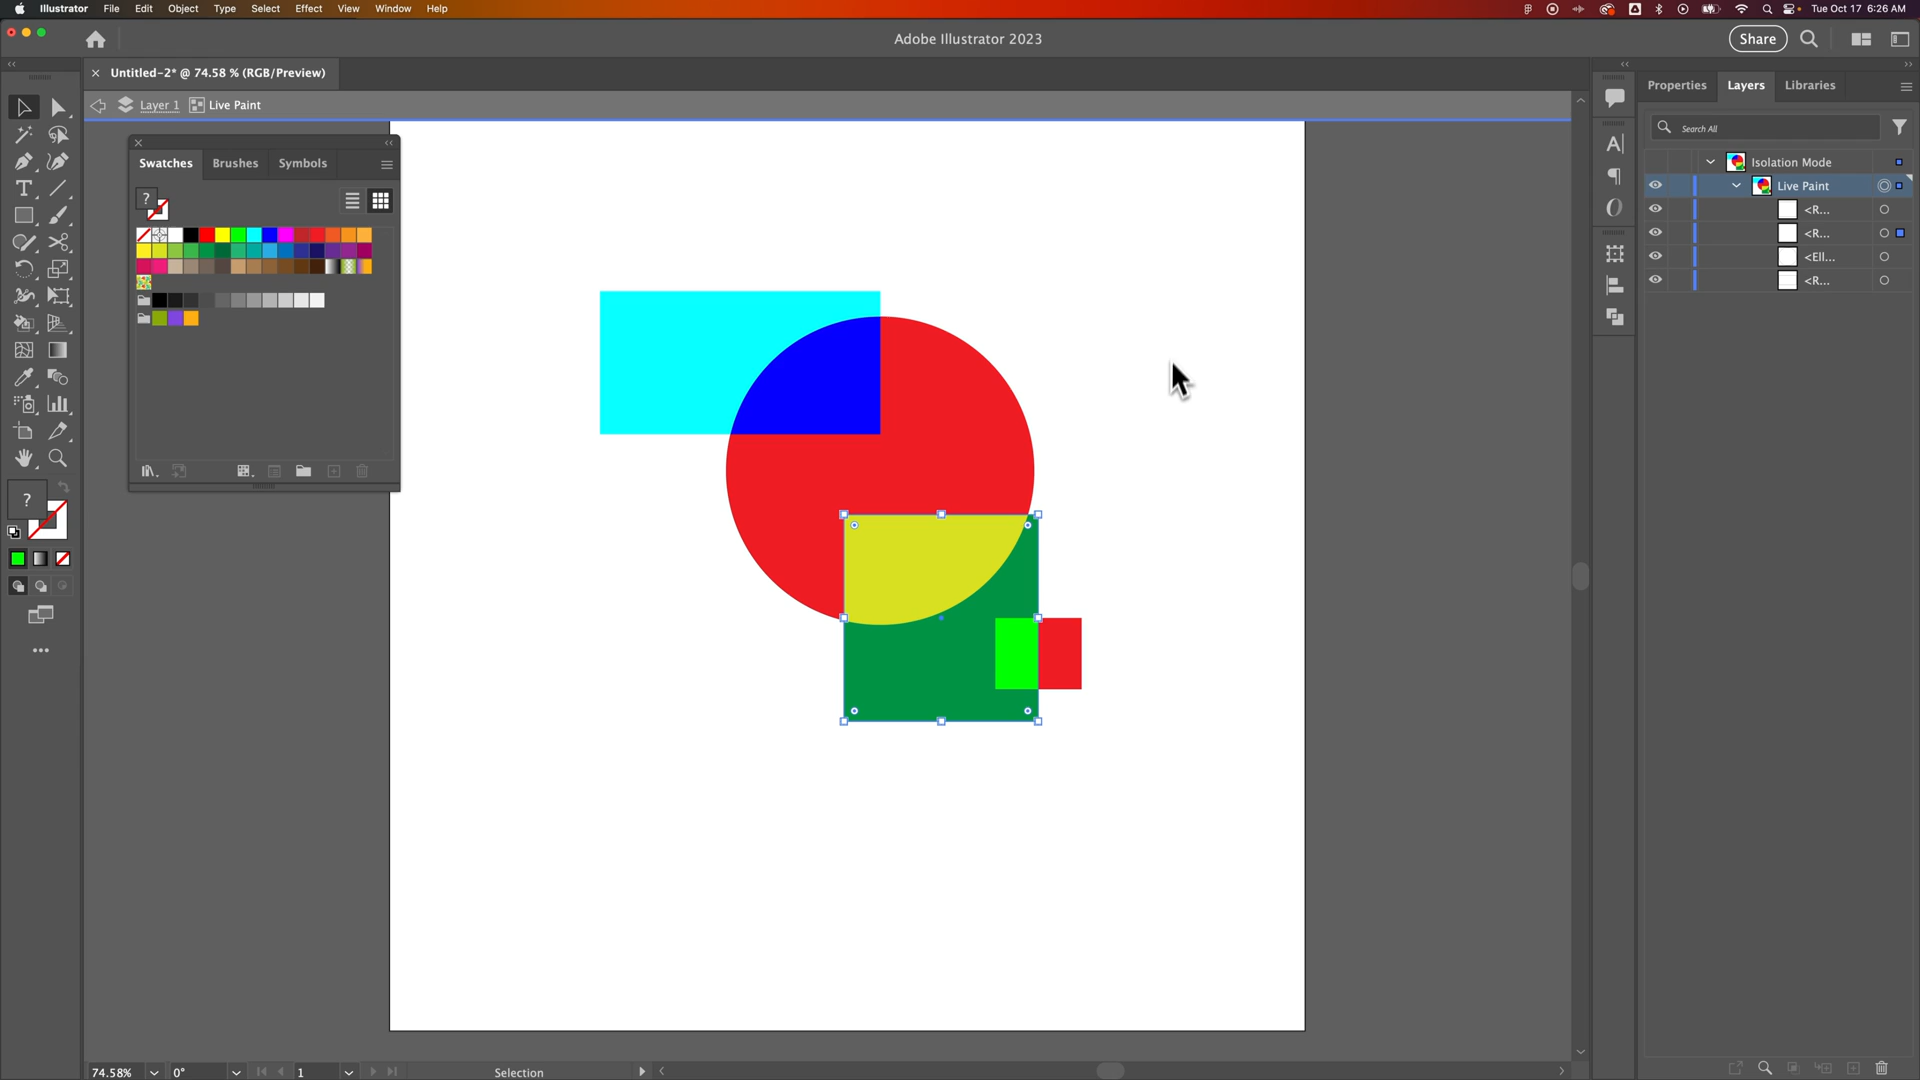 Illustrator File Edit Object Type Select Effect View Window Help Tue Oct 17 6:26 AM
Adobe Illustrator 2023 Share
Untitled-2* @ 74.58 % (RGB/Preview)
Properties Layers Libraries
Layer 1 Live Paint
Search All
Swatches Brushes Symbols
Isolation Mode
Live Paint
?
<R...
<R...
<Ell...
<R...
?
74.58% 0° 1 Selection